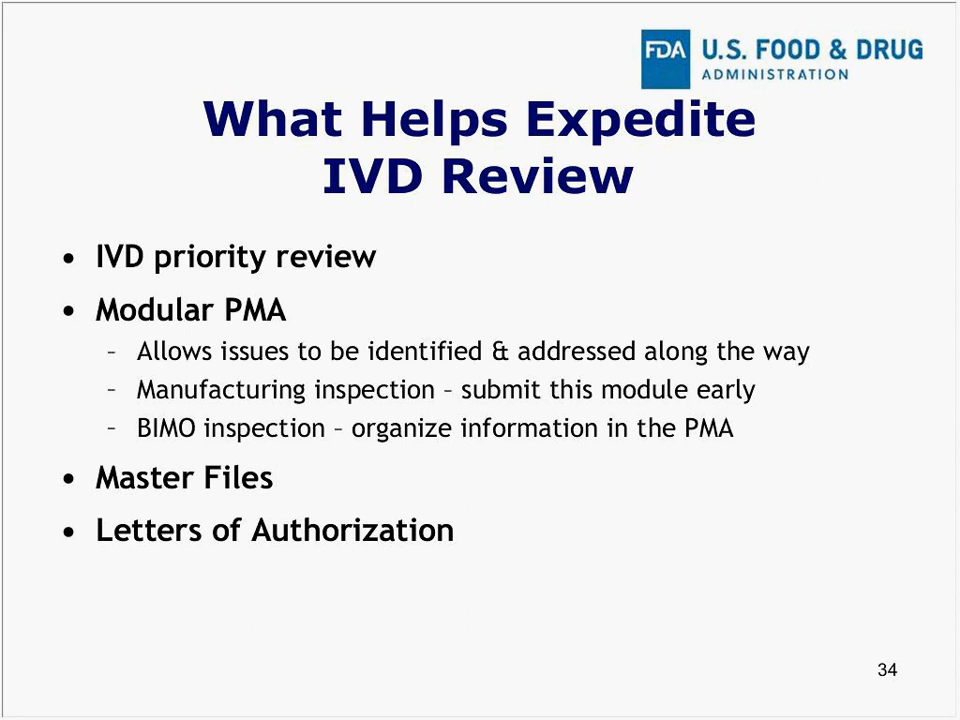 FDA U.S. FOOD & DRUG
ADMINISTRATION
What Helps Expedite
IVD Review
• IVD priority review
• Modular PMA
– Allows issues to be identified & addressed along the way
– Manufacturing inspection – submit this module early
– BIMO inspection – organize information in the PMA
• Master Files
• Letters of Authorization
34